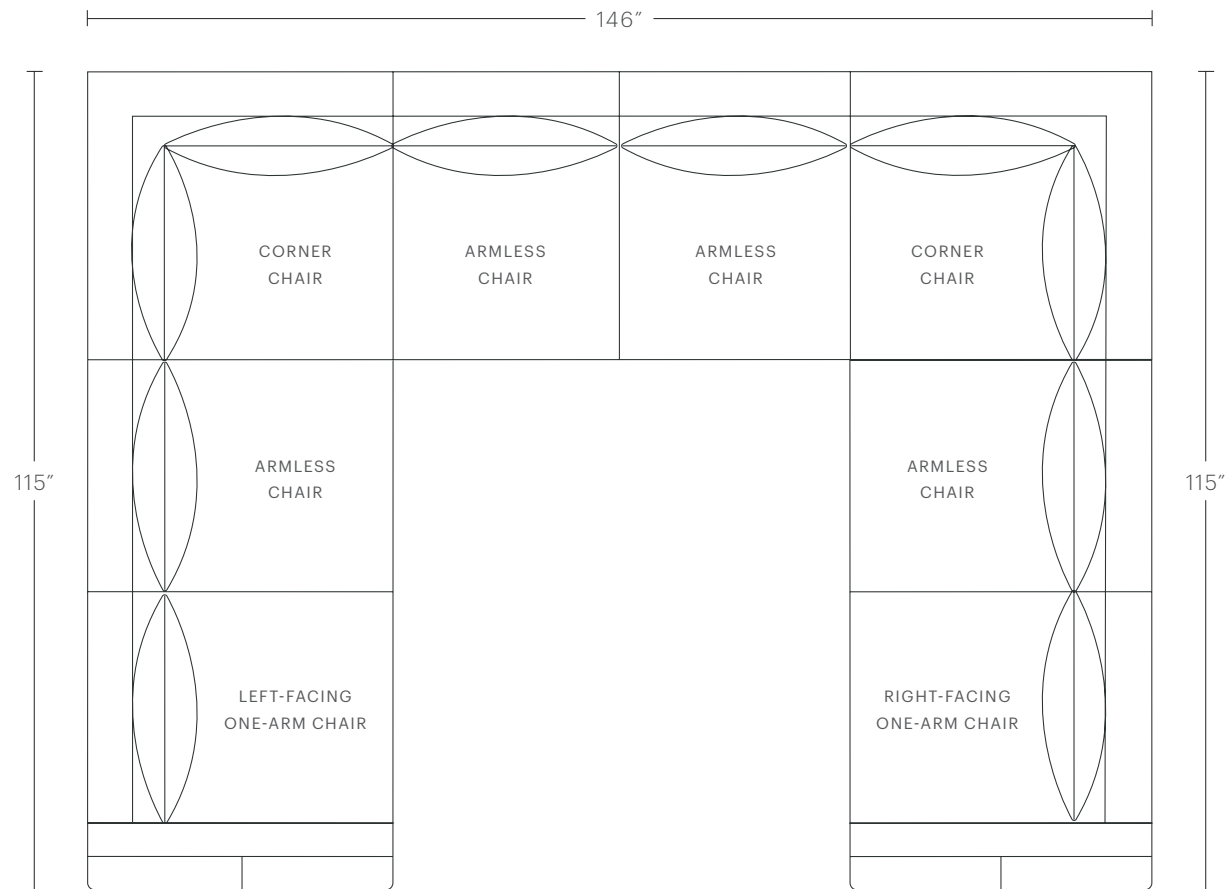 146”
CORNER
CHAIR
ARMLESS
CHAIR
ARMLESS
CHAIR
CORNER
CHAIR
115”
ARMLESS
CHAIR
ARMLESS
CHAIR
115”
LEFT-FACING
ONE-ARM CHAIR
RIGHT-FACING
ONE-ARM CHAIR